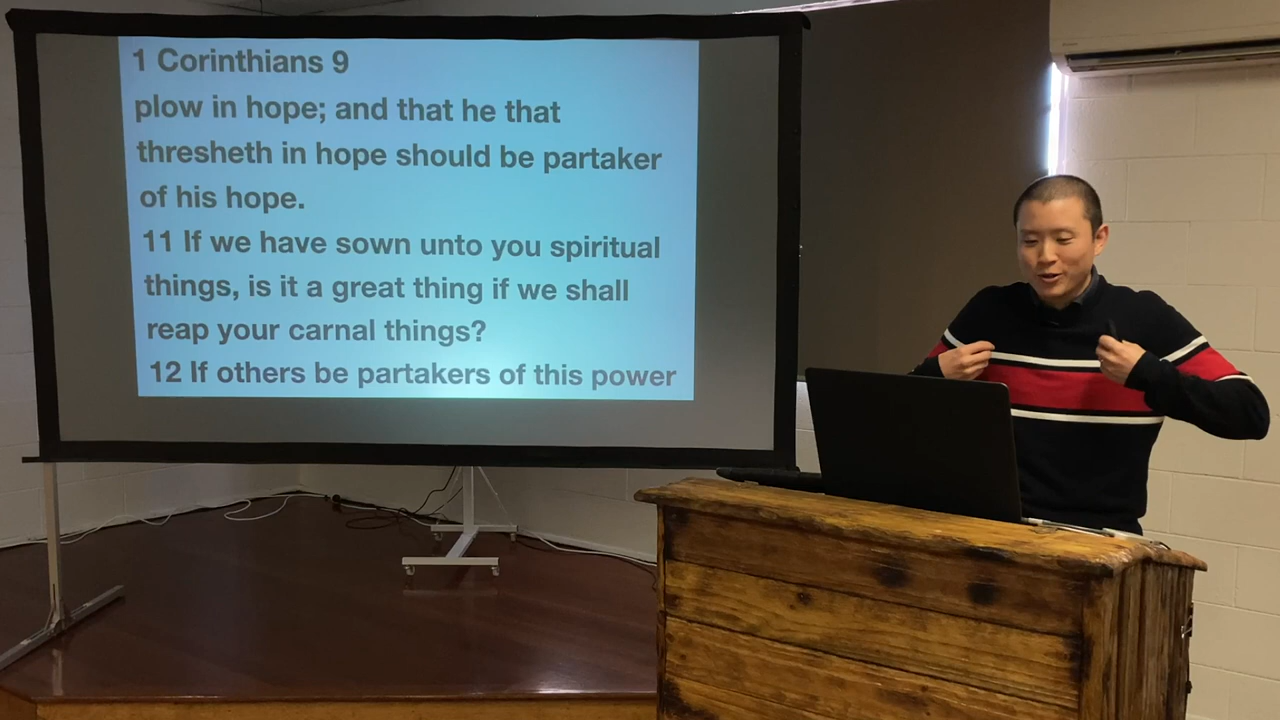 1 Corinthians 9
plow in hope; and that he that
thresheth in hope should be partaker
of his hope.
11 If we have sown unto you spiritual
things, is it a great thing if we shall
reap your carnal things?
12 If others be partakers of this power